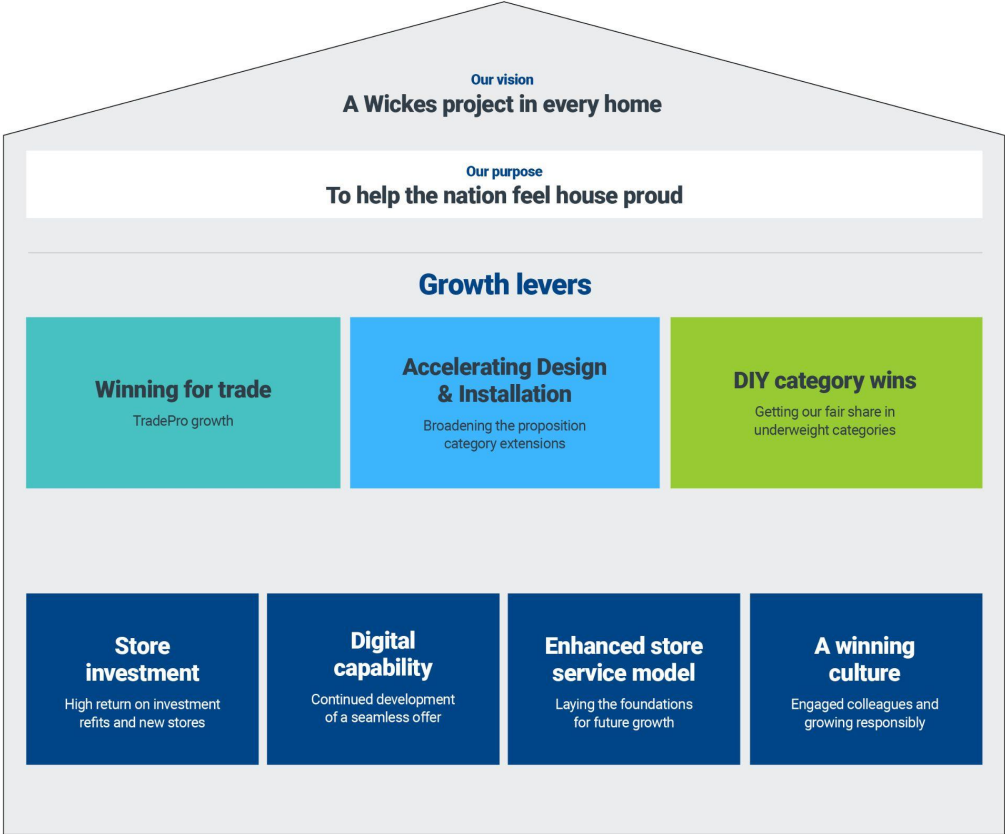 Our vision
A Wickes project in every home
Our purpose
To help the nation feel house proud
Growth levers
Winning for trade
TradePro growth
Accelerating Design
& Installation
Broadening the proposition
category extensions
DIY category wins
Getting our fair share in
underweight categories
Store
investment
High return on investment
refits and new stores
Digital
capability
Continued development
of a seamless offer
Enhanced store
service model
Laying the foundations
for future growth
A winning
culture
Engaged colleagues and
growing responsibly